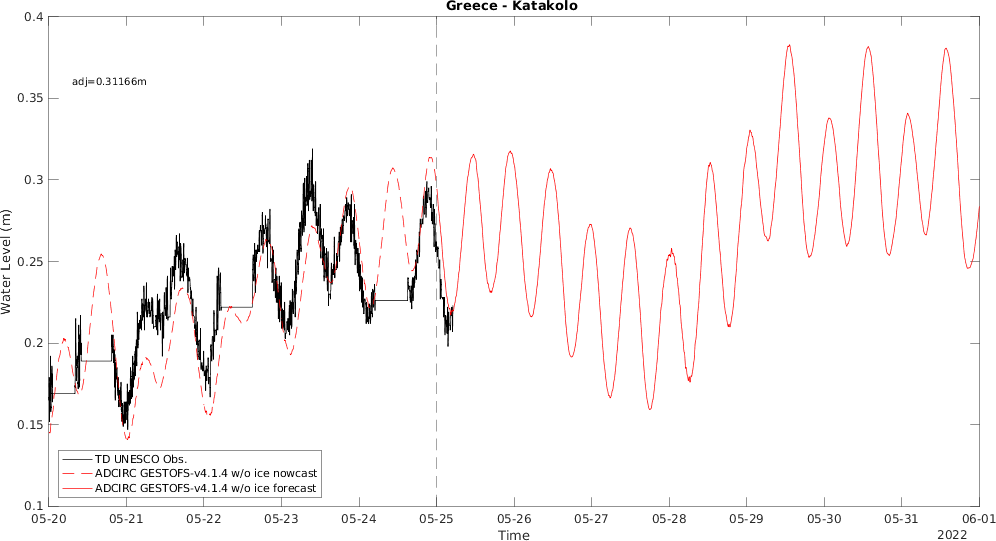 Greece - Katakolo
0.4
0.35
0.3
0.25
0.2
0.15
0.1
Water Level (m)
adj=0.31166m
TD UNESCO Obs.
ADCIRC GESTOFS-v4.1.4 w/o ice nowcast
ADCIRC GESTOFS-v4.1.4 w/o ice forecast
05-20 05-21 05-22 05-23 05-24 05-25 05-26 05-27 05-28 05-29 05-30 05-31 06-01
Time
2022